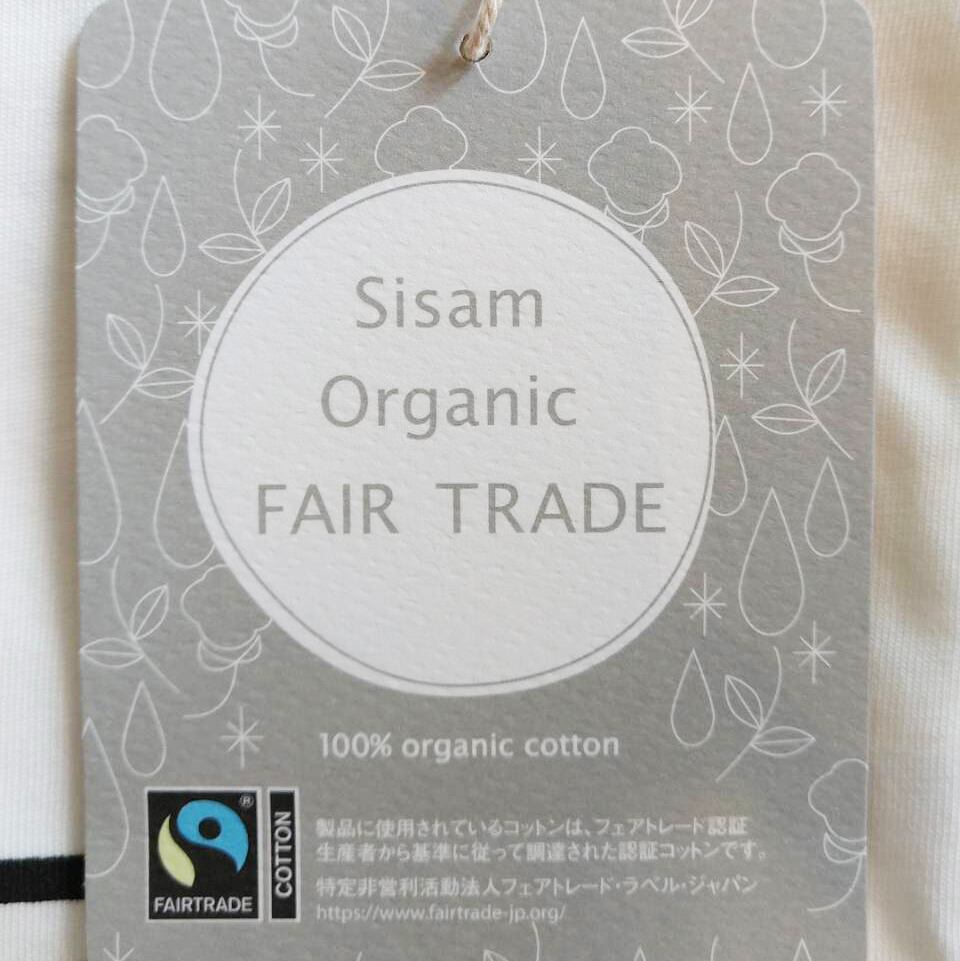 Sisam
Organic
FAIR TRADE
100% organic cotton
®
FAIRTRADE
COTTON
製品に使用されているコットンは、フェアトレード認証
生産者から基準に従って調達された認証コットンです。
特定非営利活動法人フェアトレード・ラベル・ジャパン
https://www.fairtrade-jp.org/